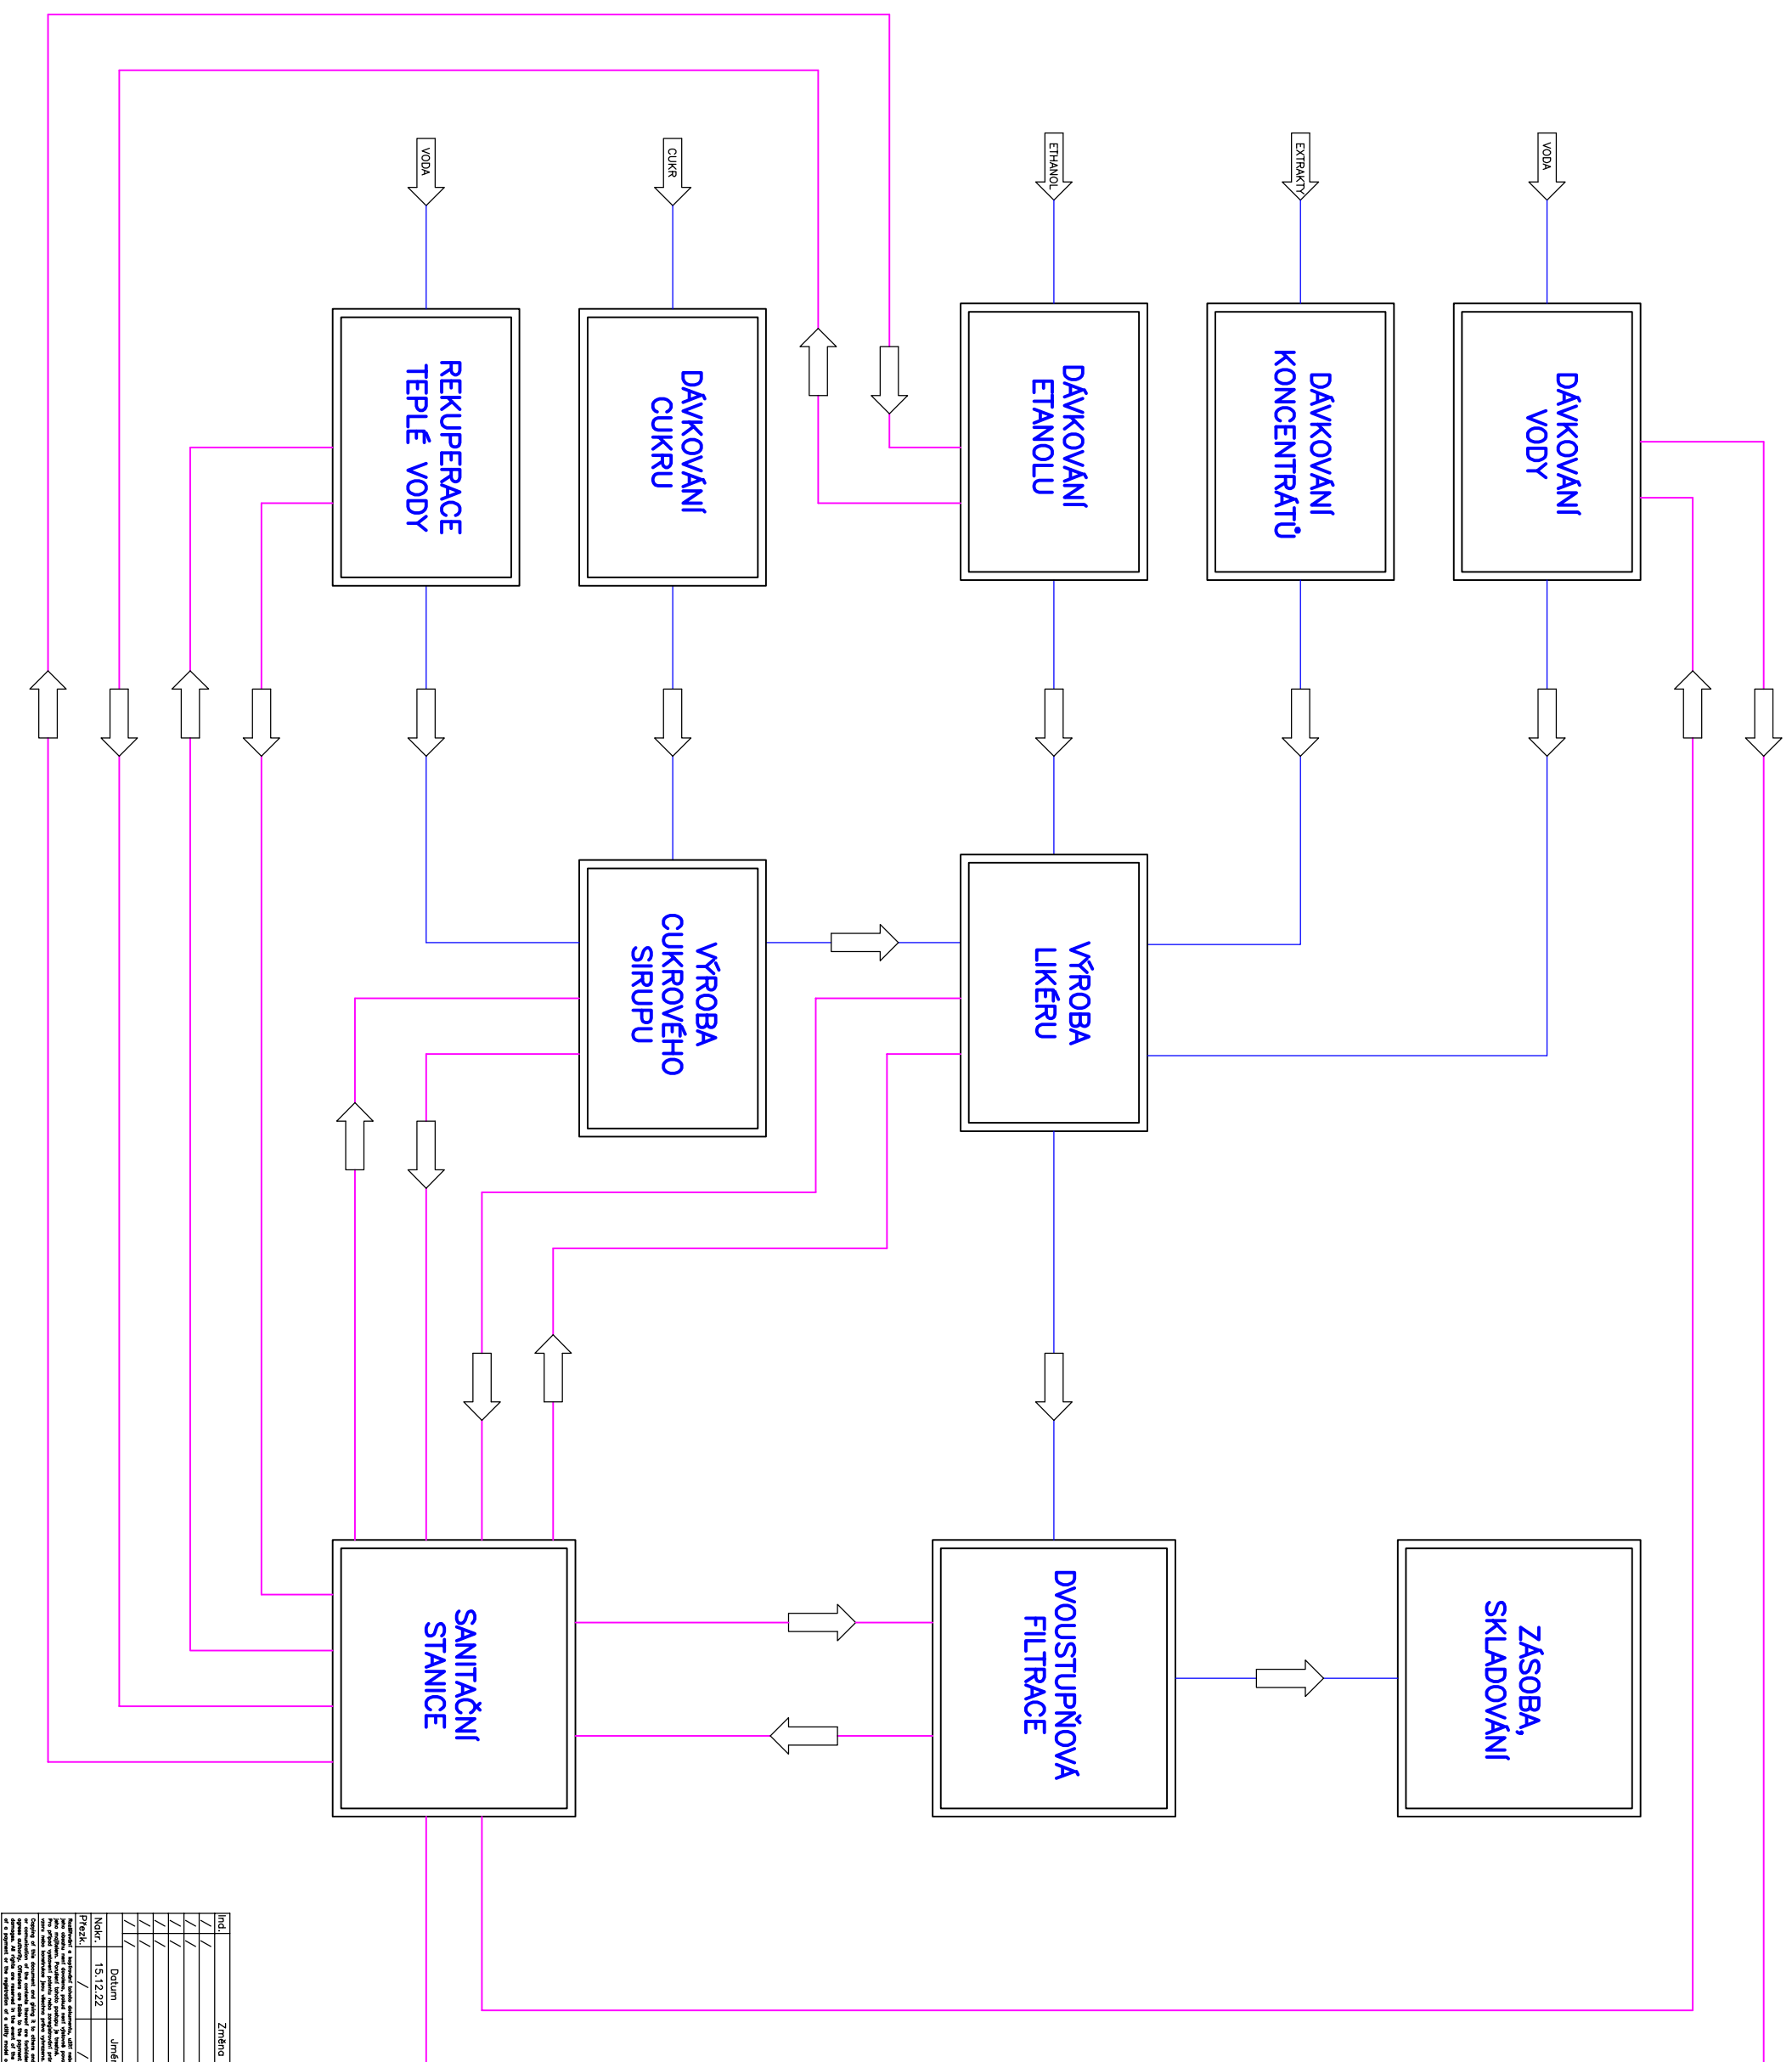 VODA
EXTRAKTY
ETHANOL
CUKR
VODA
DÁVKOVÁNÍ
VODY
DÁVKOVÁNÍ
KONCENTRÁTŮ
DÁVKOVÁNÍ
ETANOLU
DÁVKOVÁNÍ
CUKRU
REKUPERACE
TEPLÉ VODY
VÝROBA
LIKÉRU
VÝROBA
CUKROVÉHO
SIRUPU
ZÁSOBA,
SKLADOVÁNÍ
DVOUSTUPŇOVÁ
FILTRACE
SANITAČNÍ
STANICE
Ind. Změna
/ /
/ /
/ /
/ /
/ /
/ /
Datum
Nakr. 15.12.22
Přezk. / /